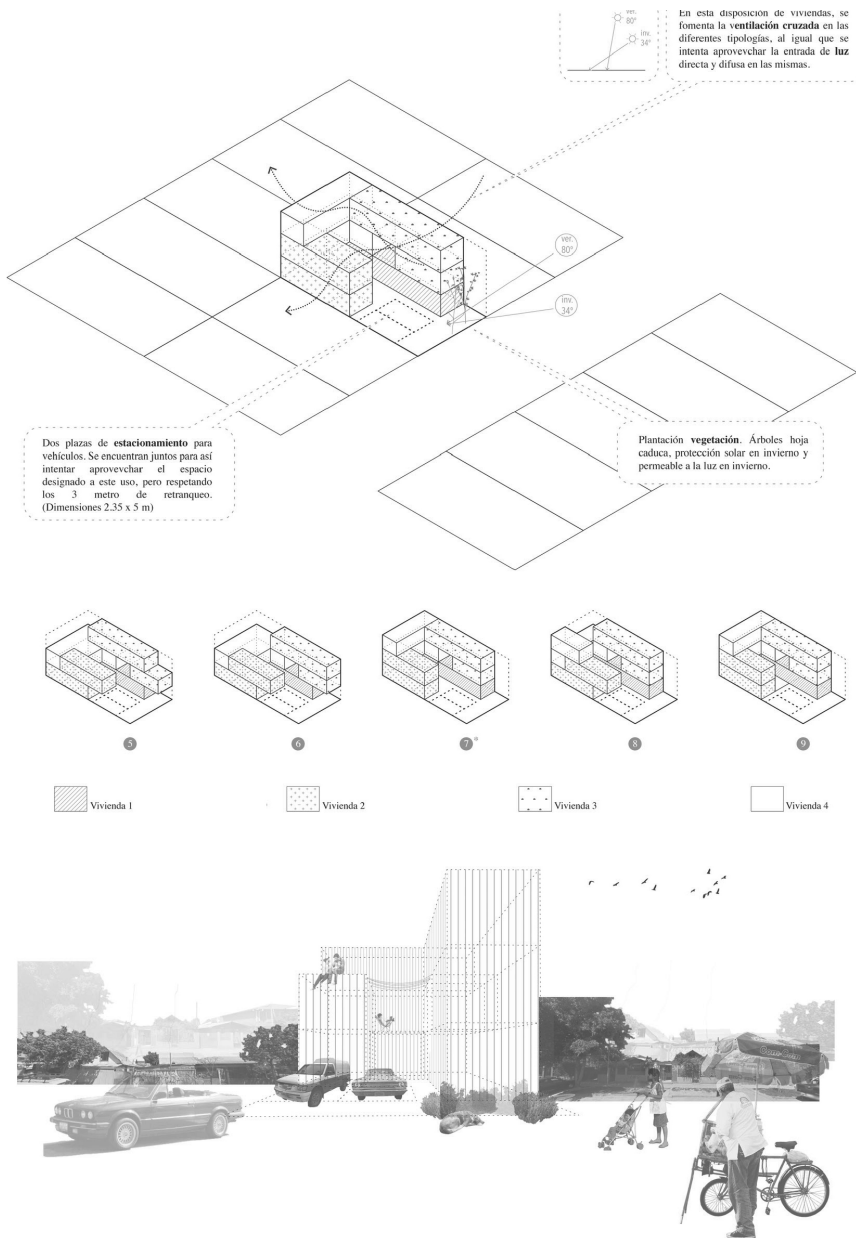 ver.
80°
inv.
34°
En esta disposición de viviendas, se
fomenta la ventilación cruzada en las
diferentes tipologías, al igual que se
intenta aprovevchar la entrada de luz
directa y difusa en las mismas.
ver.
80°
inv.
34°
Dos plazas de estacionamiento para
vehículos. Se encuentran juntos para así
intentar aprovevchar el espacio
designado a este uso, pero respetando
los 3 metro de retranqueo.
(Dimensiones 2.35 x 5 m)
Plantación vegetación. Árboles hoja
caduca, protección solar en invierno y
permeable a la luz en invierno.
5 6 7 8 9
Vivienda 1 Vivienda 2 Vivienda 3 Vivienda 4